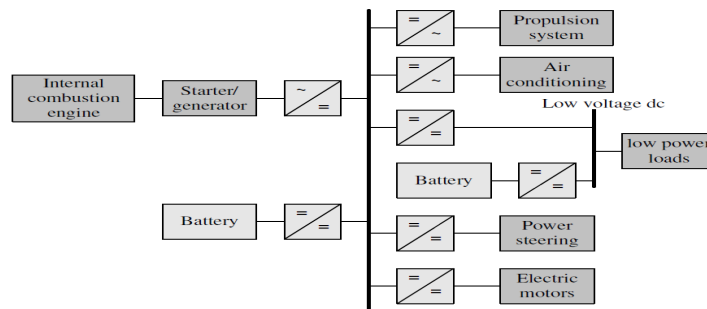 Propulsion
system
Internal
combustion
engine
Starter/
generator
~
=
=
~
=
~
Air
conditioning
Low voltage dc
=
=
low power
loads
Battery
=
=
Battery
=
=
=
=
Power
steering
=
=
Electric
motors